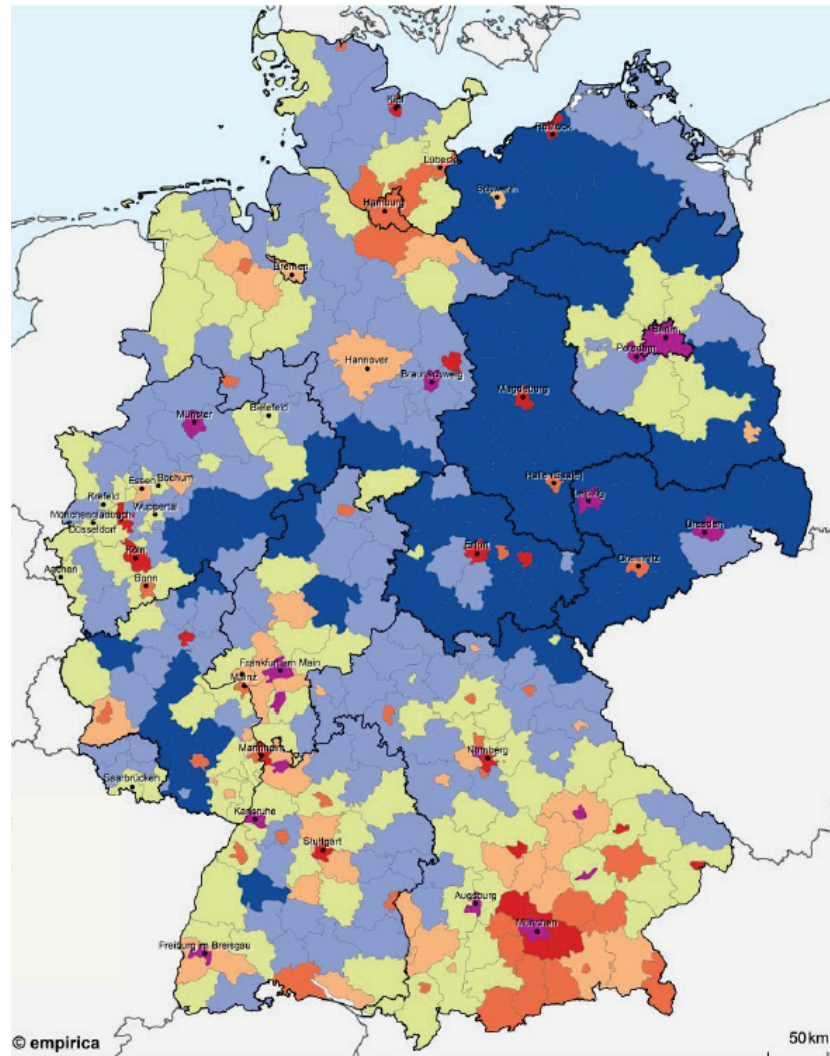 Kiel
Rostock
Lübeck
Schwerin
Hamburg
Bremen
Berlin
Potsdam
Hannover
Braunschweig
Magdeburg
Bielefeld
Münster
Halle (Saale)
Essen
Bochum
Leipzig
Krefeld
Wuppertal
Mönchengladbach
Düsseldorf
Dresden
Köln
Erfurt
Chemnitz
Aachen
Bonn
Frankfurt am Main
Mainz
Mannheim
Nürnberg
Saarbrücken
Karlsruhe
Stuttgart
Augsburg
München
Freiburg im Breisgau
© empirica
50 km